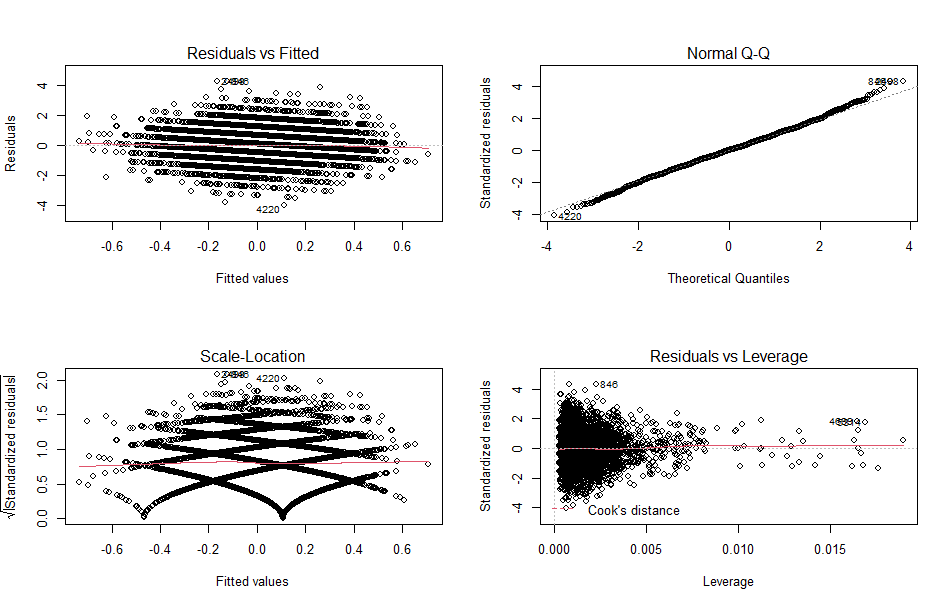 Residuals vs Fitted
Residuals
4
2
0
-2
-4
4220
-0.6 -0.4 -0.2 0.0 0.2 0.4 0.6
Fitted values
Normal Q-Q
Standardized residuals
4
2
0
-2
-4
4220
-4 -2 0 2 4
Theoretical Quantiles
Scale-Location
√|Standardized residuals|
2.0
1.5
1.0
0.5
0.0
4220
-0.6 -0.4 -0.2 0.0 0.2 0.4 0.6
Fitted values
Residuals vs Leverage
Standardized residuals
4
2
0
-2
-4
846
Cook's distance
0.000 0.005 0.010 0.015
Leverage